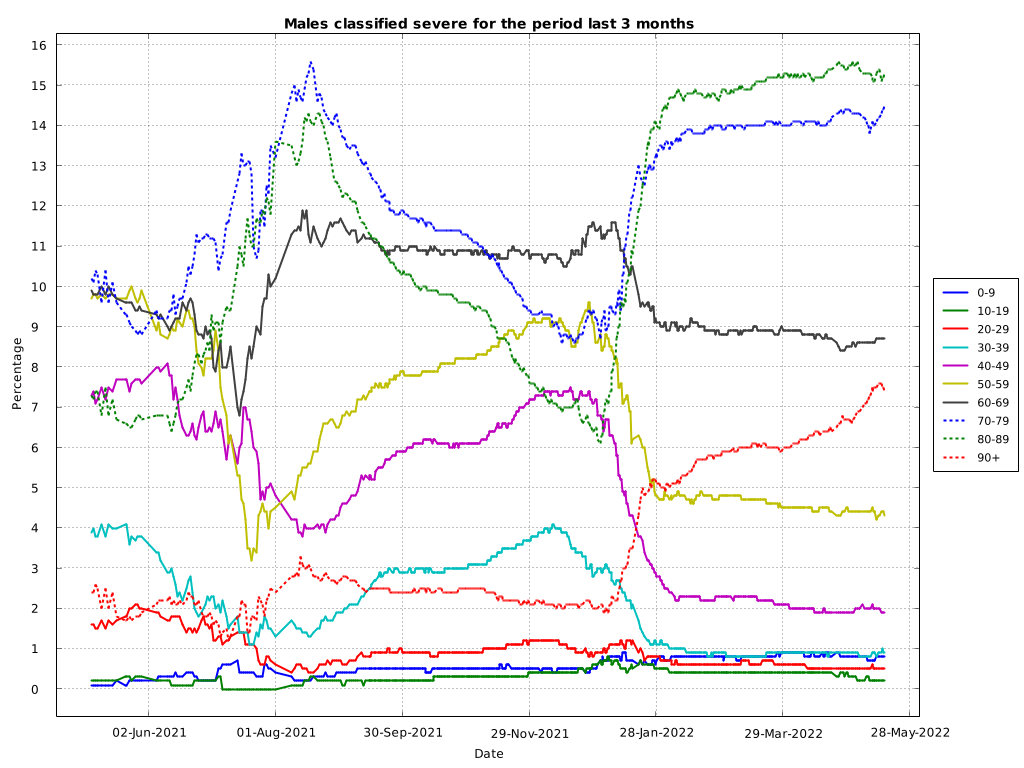 Males classified severe for the period last 3 months
16
15
14
13
12
11
10
9
8
7
6
5
4
3
2
1
0
Percentage
02-Jun-2021
01-Aug-2021
30-Sep-2021
29-Nov-2021
28-Jan-2022
29-Mar-2022
28-May-2022
Date
0-9
10-19
20-29
30-39
40-49
50-59
60-69
70-79
80-89
90+